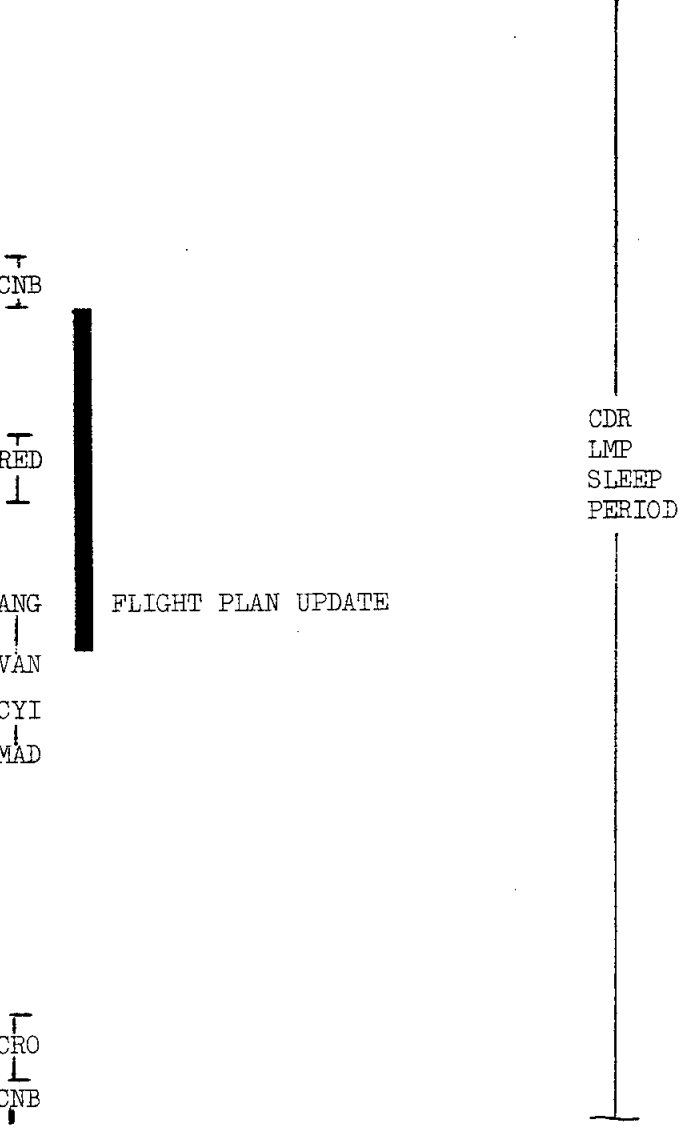 CNB
CDR
LMP
RED
SLEEP
PERIOD
ANG FLIGHT PLAN UPDATE
VAN
CYI
MAD
CRO
CNB